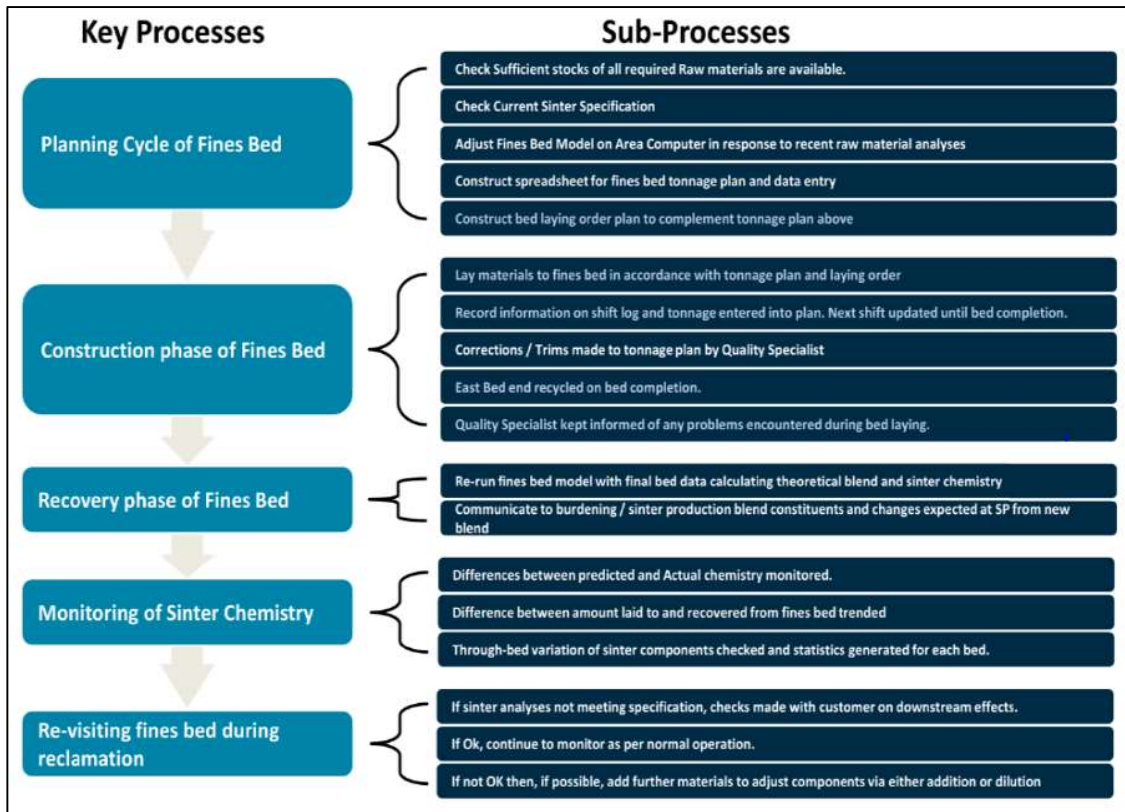 Key Processes
Sub-Processes
Planning Cycle of Fines Bed
Check Sufficient stocks of all required Raw materials are available.
Check Current Sinter Specification
Adjust Fines Bed Model on Area Computer in response to recent raw material analyses
Construct spreadsheet for fines bed tonnage plan and data entry
Construct bed laying order plan to complement tonnage plan above
Construction phase of Fines Bed
Lay materials to fines bed in accordance with tonnage plan and laying order
Record information on shift log and tonnage entered into plan. Next shift updated until bed completion.
Corrections / Trims made to tonnage plan by Quality Specialist
East Bed end recycled on bed completion.
Quality Specialist kept informed of any problems encountered during bed laying.
Recovery phase of Fines Bed
Re-run fines bed model with final bed data calculating theoretical blend and sinter chemistry
Communicate to burdening / sinter production blend constituents and changes expected at SP from new
blend
Monitoring of Sinter Chemistry
Differences between predicted and Actual chemistry monitored.
Difference between amount laid to and recovered from fines bed trended
Through-bed variation of sinter components checked and statistics generated for each bed.
Re-visiting fines bed during
reclamation
If sinter analyses not meeting specification, checks made with customer on downstream effects.
If Ok, continue to monitor as per normal operation.
If not OK then, if possible, add further materials to adjust components via either addition or dilution